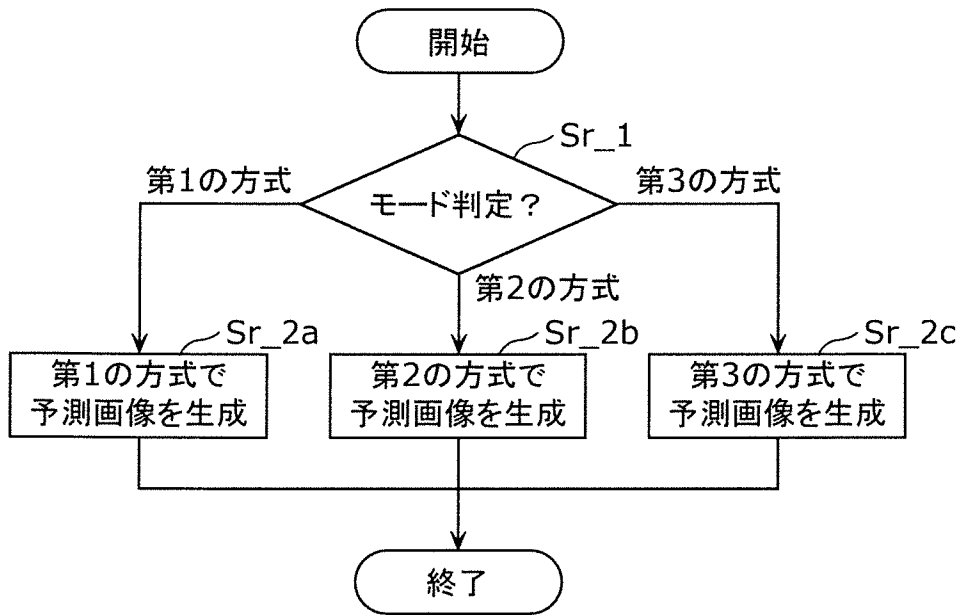 開始
Sr_1
第1の方式
モード判定?
第3の方式
第2の方式
Sr_2a
Sr_2b
Sr_2c
第1の方式で
予測画像を生成
第2の方式で
予測画像を生成
第3の方式で
予測画像を生成
終了